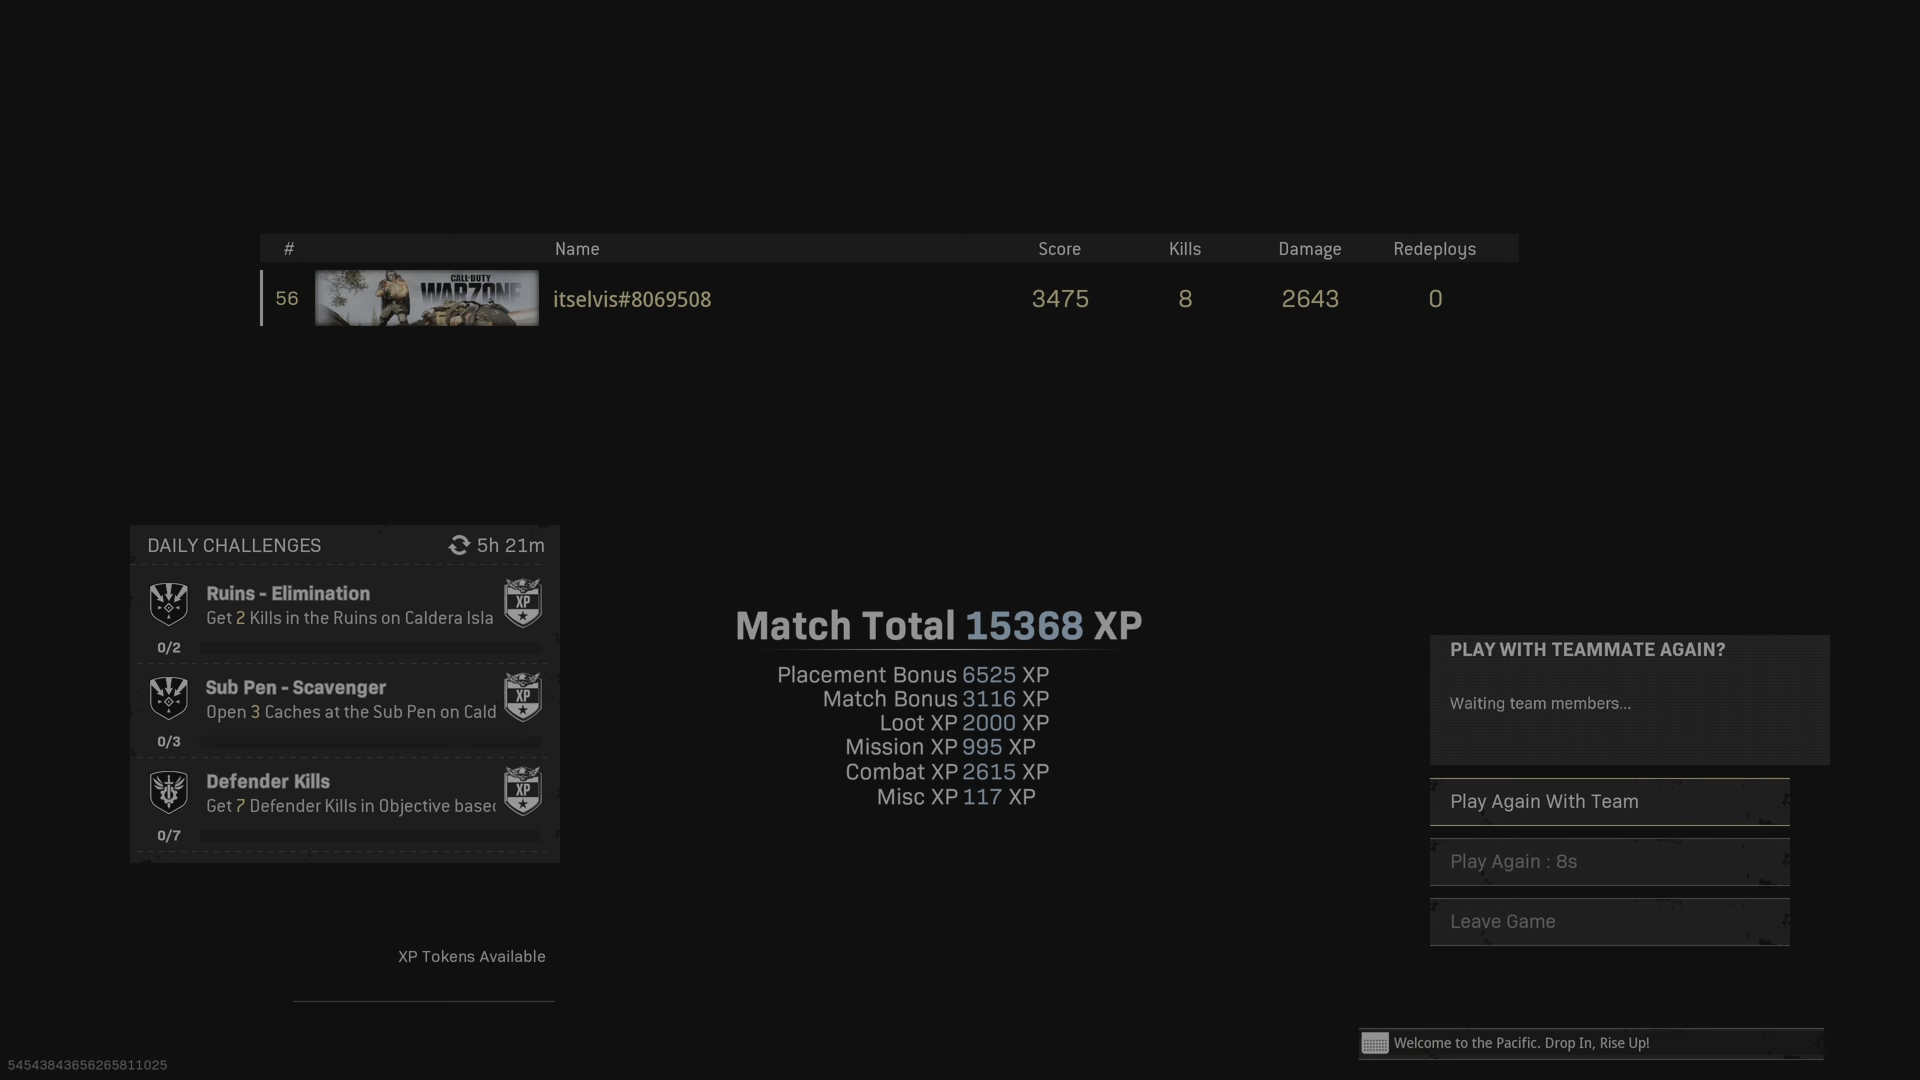 # Name Score Kills Damage Redeploys
CALL OF DUTY
WARZONE
56 itselvis#8069508 3475 8 2643 0
DAILY CHALLENGES 5h 21m
Ruins - Elimination
XP
Get 2 Kills in the Ruins on Caldera Isla
0/2
Sub Pen - Scavenger
XP
Open 3 Caches at the Sub Pen on Cald
0/3
Defender Kills
XP
Get 7 Defender Kills in Objective based
0/7
XP Tokens Available
Match Total 15368 XP
Placement Bonus 6525 XP
Match Bonus 3116 XP
Loot XP 2000 XP
Mission XP 995 XP
Combat XP 2615 XP
Misc XP 117 XP
PLAY WITH TEAMMATE AGAIN?
Waiting team members...
Play Again With Team
Play Again : 8s
Leave Game
Welcome to the Pacific. Drop In, Rise Up!
54543843656265811025